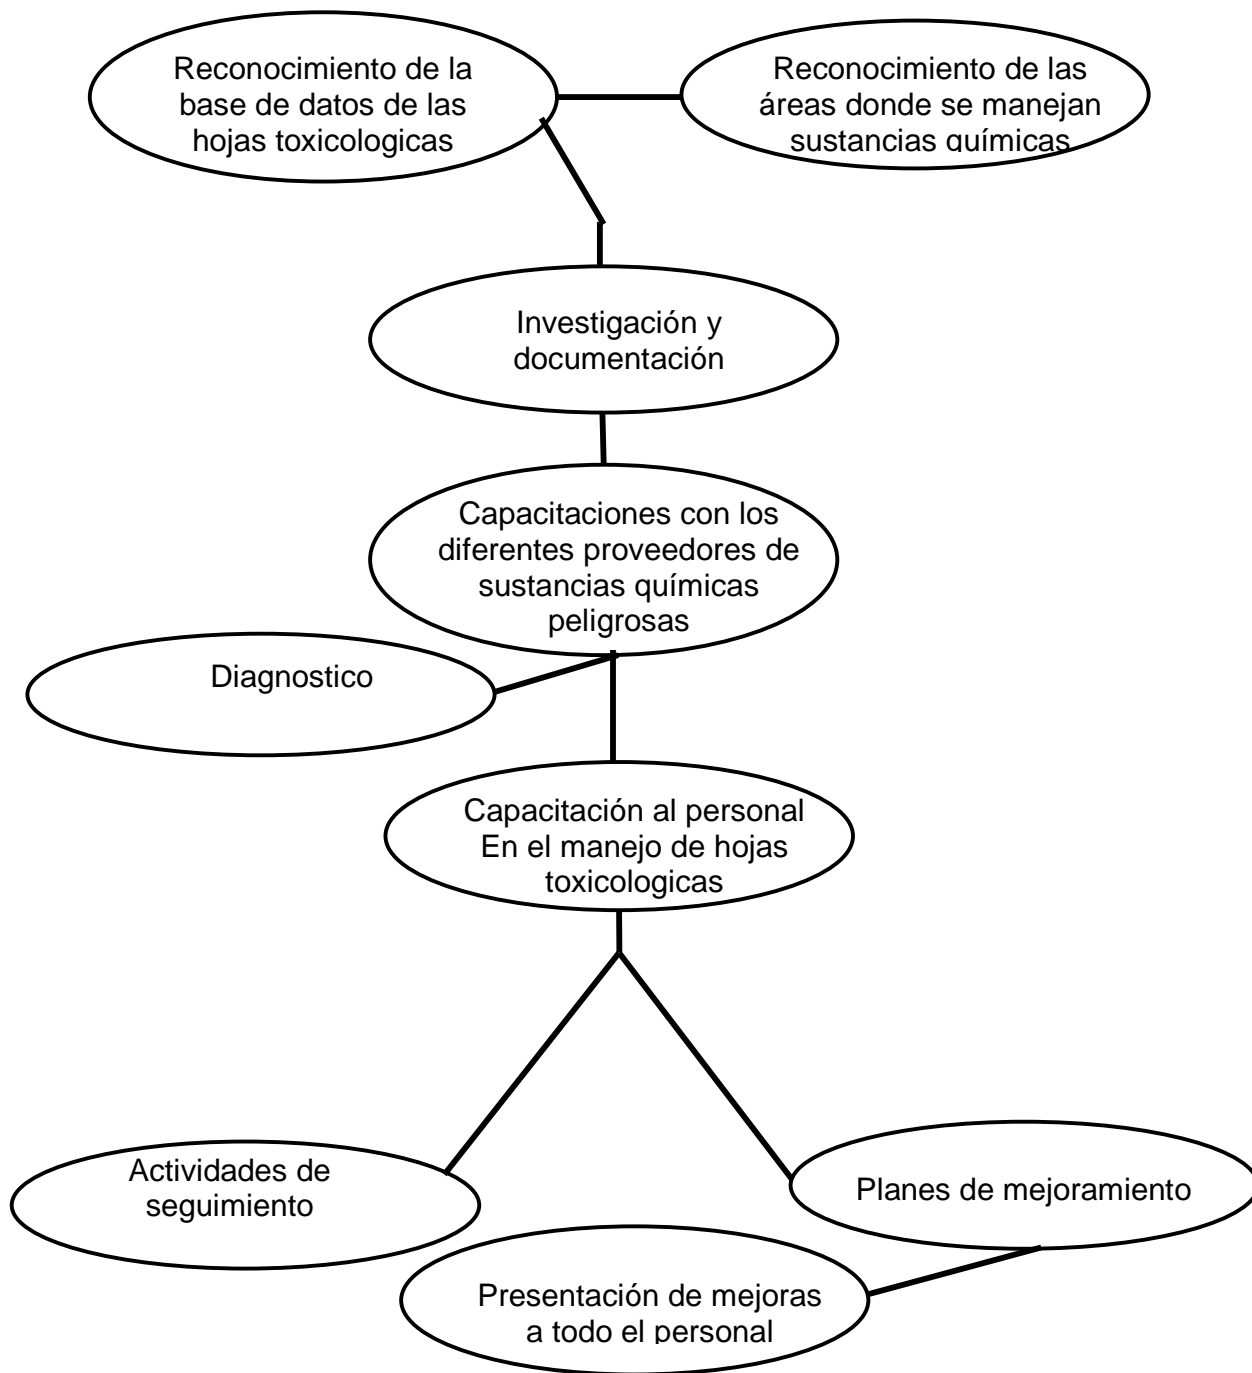 Reconocimiento de la
base de datos de las
hojas toxicologicas
Reconocimiento de las
áreas donde se manejan
sustancias químicas
Investigación y
documentación
Capacitaciones con los
diferentes proveedores de
sustancias químicas
peligrosas
Diagnostico
Capacitación al personal
En el manejo de hojas
toxicologicas
Actividades de
seguimiento
Planes de mejoramiento
Presentación de mejoras
a todo el personal